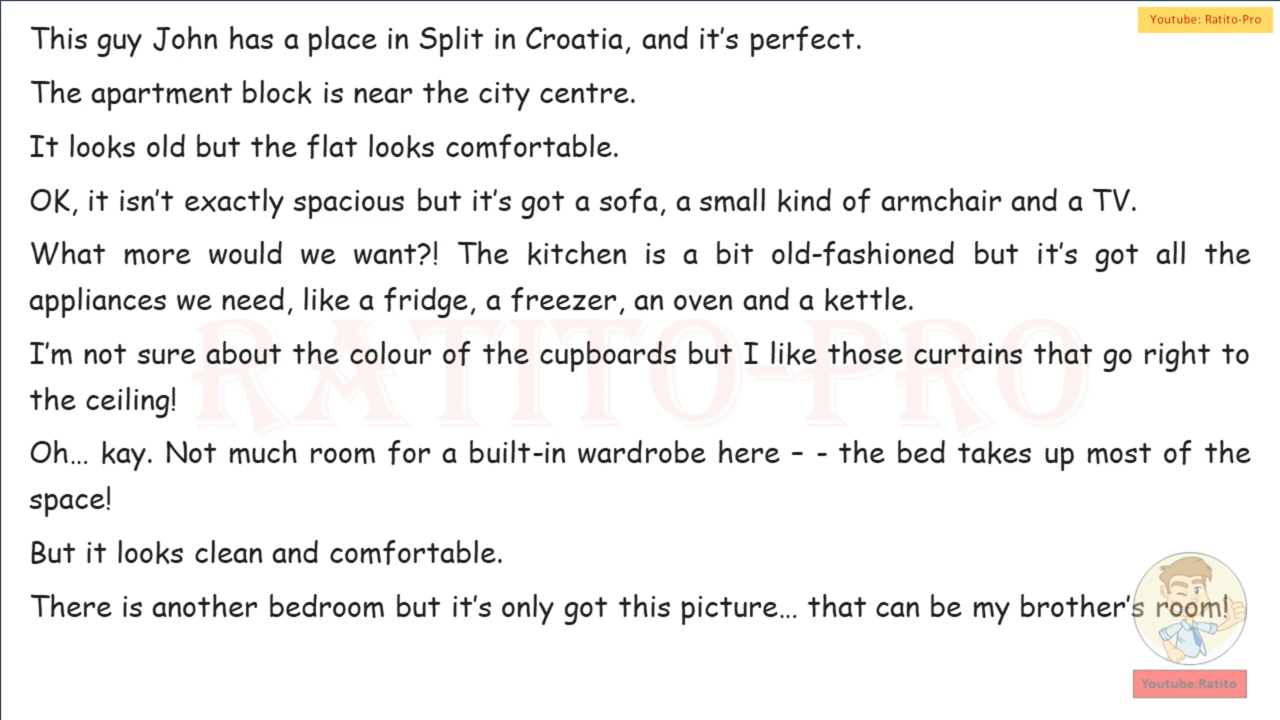 Youtube: Ratito-Pro
This guy John has a place in Split in Croatia, and it's perfect.
The apartment block is near the city centre.
It looks old but the flat looks comfortable.
OK, it isn't exactly spacious but it's got a sofa, a small kind of armchair and a TV.
What more would we want?! The kitchen is a bit old-fashioned but it's got all the
appliances we need, like a fridge, a freezer, an oven and a kettle.
RATITO-PRO
I'm not sure about the colour of the cupboards but I like those curtains that go right to
the ceiling!
Oh… kay. Not much room for a built-in wardrobe here – - the bed takes up most of the
space!
But it looks clean and comfortable.
There is another bedroom but it's only got this picture… that can be my brother's room!
Youtube:Ratito